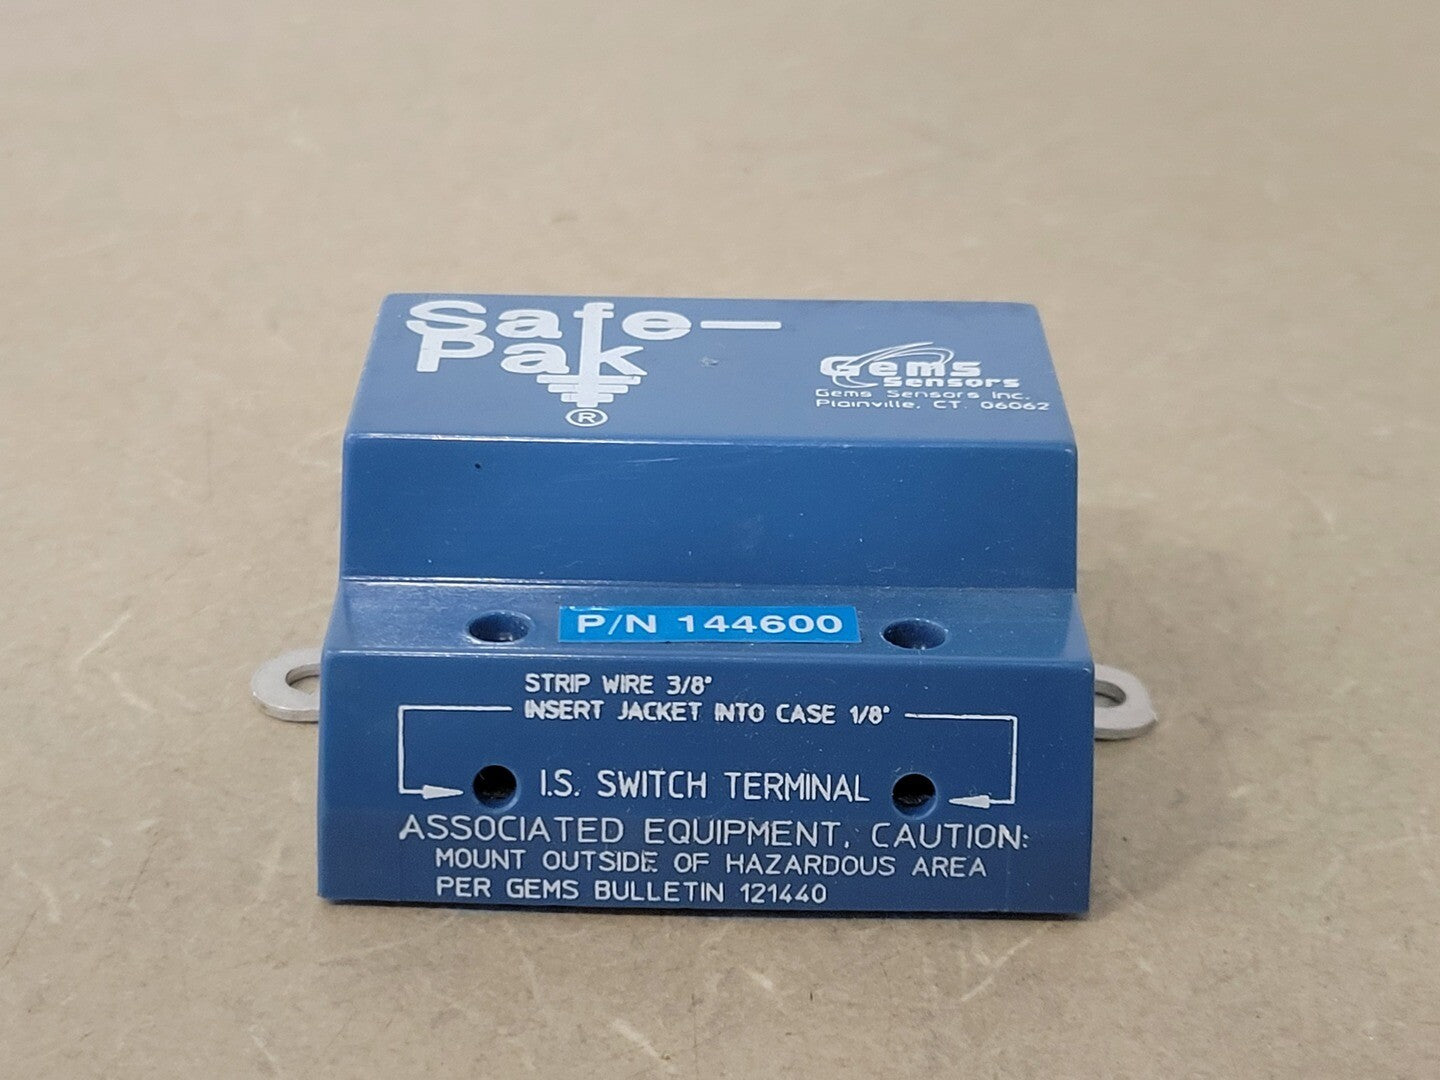 Safe-
Pak
®
Gems
Sensors
Gems Sensors Inc.
Plainville, CT. 06062
P/N 144600
STRIP WIRE 3/8"
INSERT JACKET INTO CASE 1/8"
I.S. SWITCH TERMINAL
ASSOCIATED EQUIPMENT, CAUTION:
MOUNT OUTSIDE OF HAZARDOUS AREA
PER GEMS BULLETIN 121440